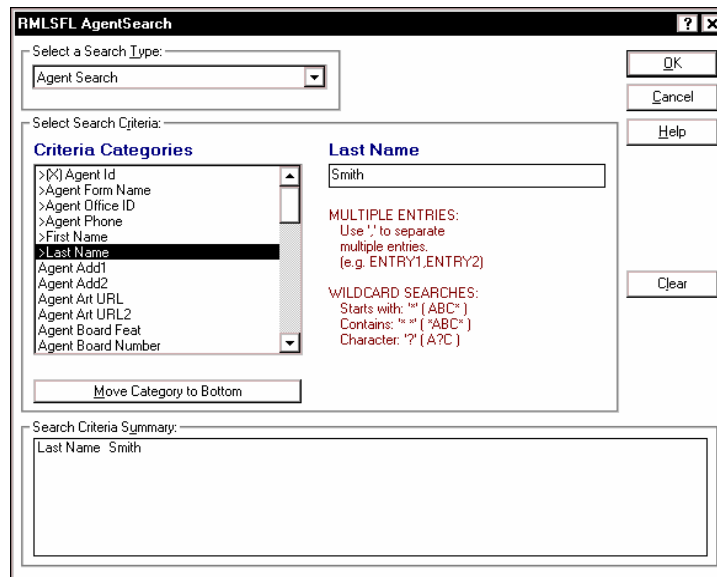 RMLSFL AgentSearch
? X
Select a Search Type:
Agent Search
OK
Cancel
Help
Select Search Criteria:
Criteria Categories
>(X) Agent Id
>Agent Form Name
>Agent Office ID
>Agent Phone
>First Name
>Last Name
Agent Add1
Agent Add2
Agent Art URL
Agent Art URL2
Agent Board Feat
Agent Board Number
Move Category to Bottom
Last Name
Smith
MULTIPLE ENTRIES:
Use ',' to separate
multiple entries.
(e.g. ENTRY1,ENTRY2)
WILDCARD SEARCHES:
Starts with: '*' ( ABC* )
Contains: '* *' ( *ABC* )
Character: '?' ( A?C )
Clear
Search Criteria Summary:
Last Name  Smith